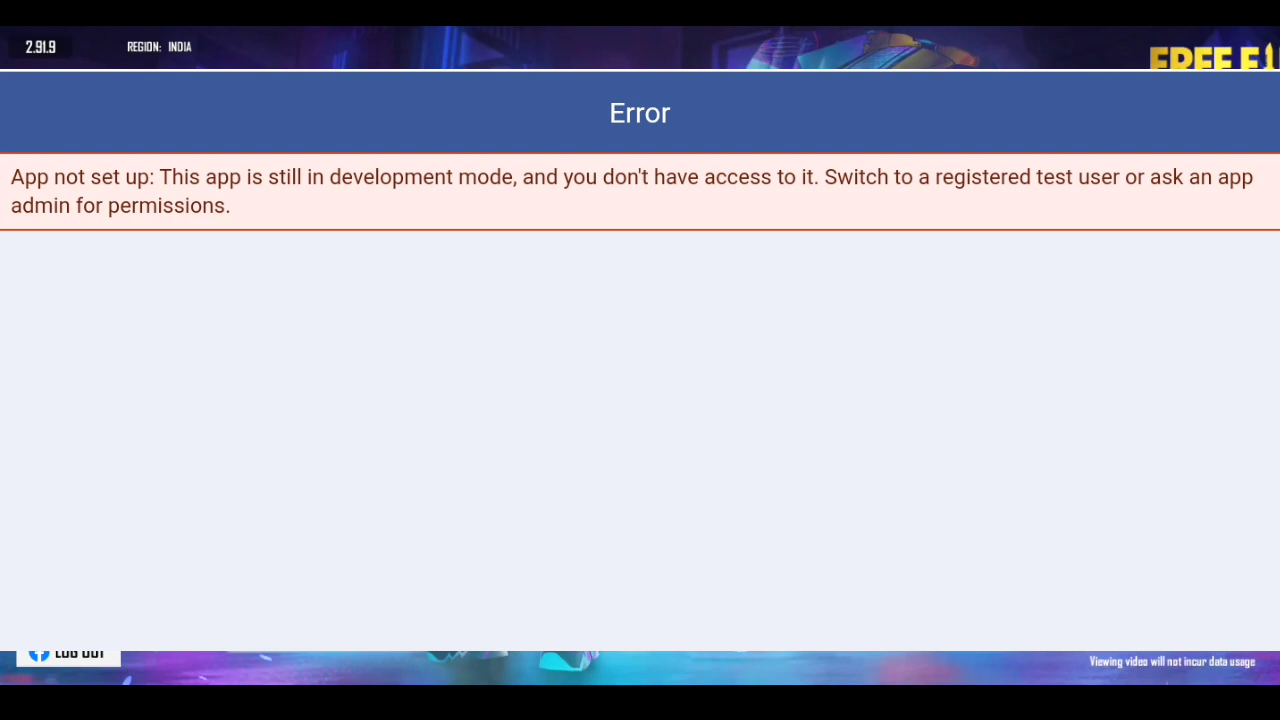 2.91.9
REGION: INDIA
FREE
Error
App not set up: This app is still in development mode, and you don't have access to it. Switch to a registered test user or ask an app
admin for permissions.
LOG OUT
Viewing video will not incur data usage